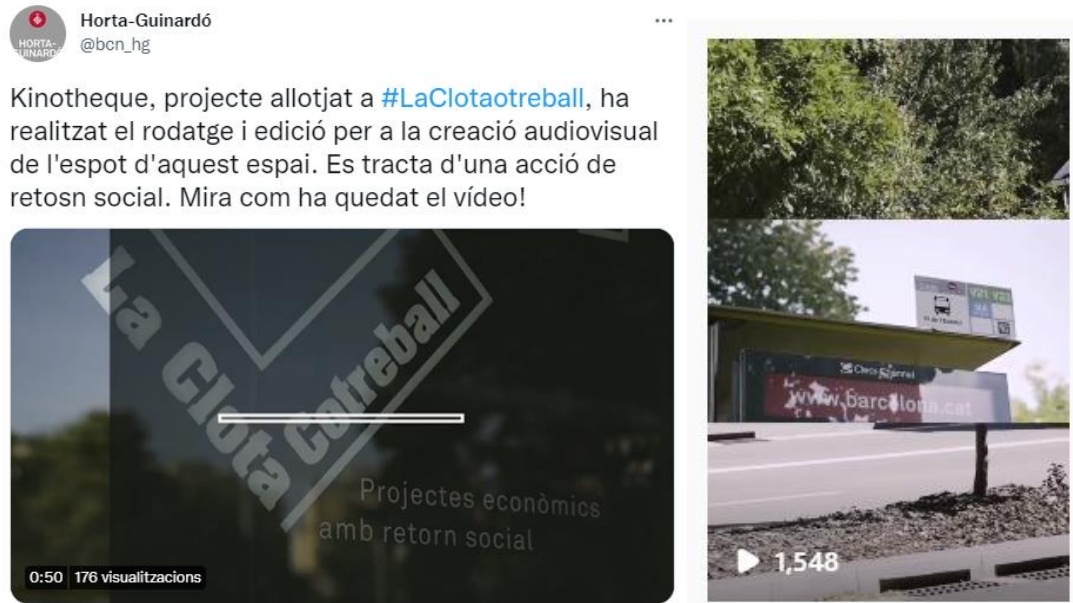 Horta-Guinardó
@bcn_hg
HORTA-
GUINARDÓ
Kinotheque, projecte allotjat a #LaClotaotreball, ha
realitzat el rodatge i edició per a la creació audiovisual
de l'espot d'aquest espai. Es tracta d'una acció de
retosn social. Mira com ha quedat el vídeo!
La Clota Cotreball
Projectes econòmics
amb retorn social
0:50 176 visualitzacions
V21
www.barcelona.cat
1,548